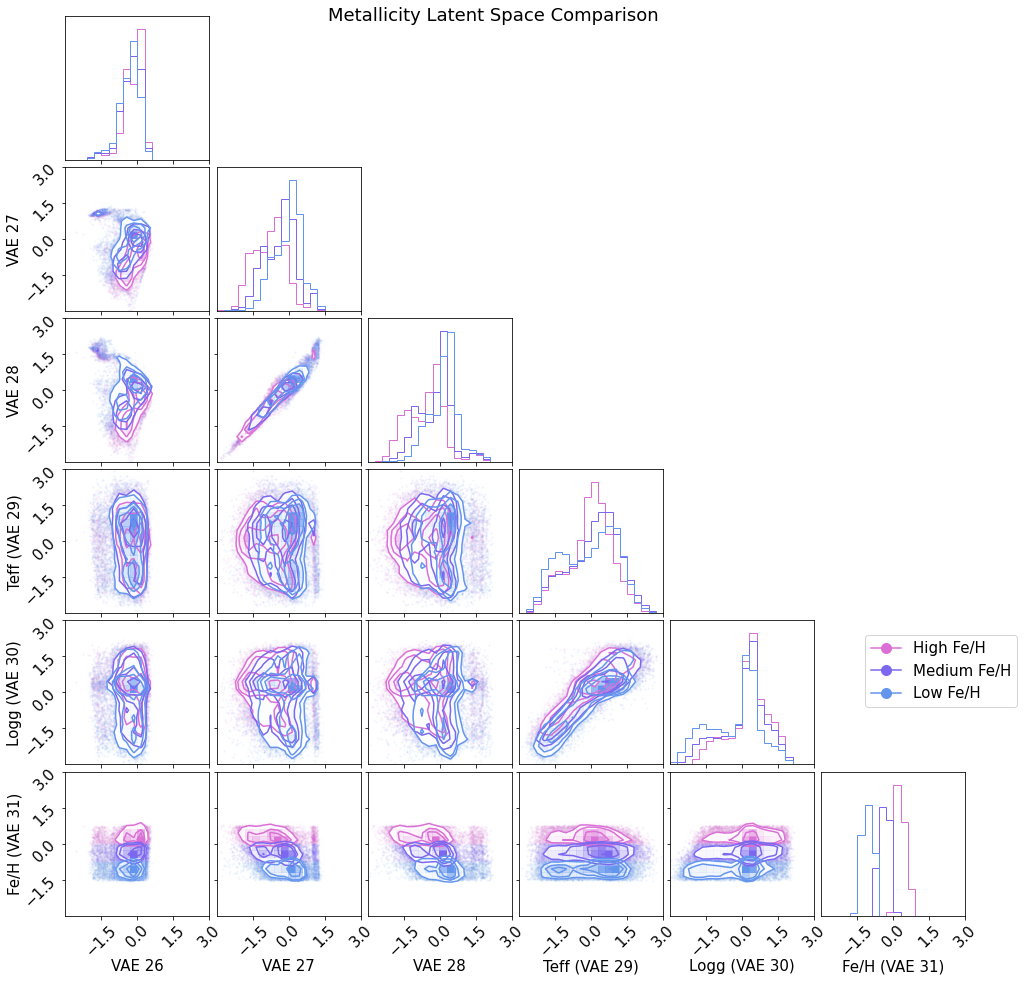 Metallicity Latent Space Comparison
VAE 27
3.0
1.5
0.0
−1.5
VAE 28
3.0
1.5
0.0
−1.5
Teff (VAE 29)
3.0
1.5
0.0
−1.5
Logg (VAE 30)
3.0
1.5
0.0
−1.5
High Fe/H
Medium Fe/H
Low Fe/H
Fe/H (VAE 31)
3.0
1.5
0.0
−1.5
−1.5 0.0 1.5 3.0 −1.5 0.0 1.5 3.0 −1.5 0.0 1.5 3.0 −1.5 0.0 1.5 3.0 −1.5 0.0 1.5 3.0 −1.5 0.0 1.5 3.0
VAE 26 VAE 27 VAE 28 Teff (VAE 29) Logg (VAE 30) Fe/H (VAE 31)